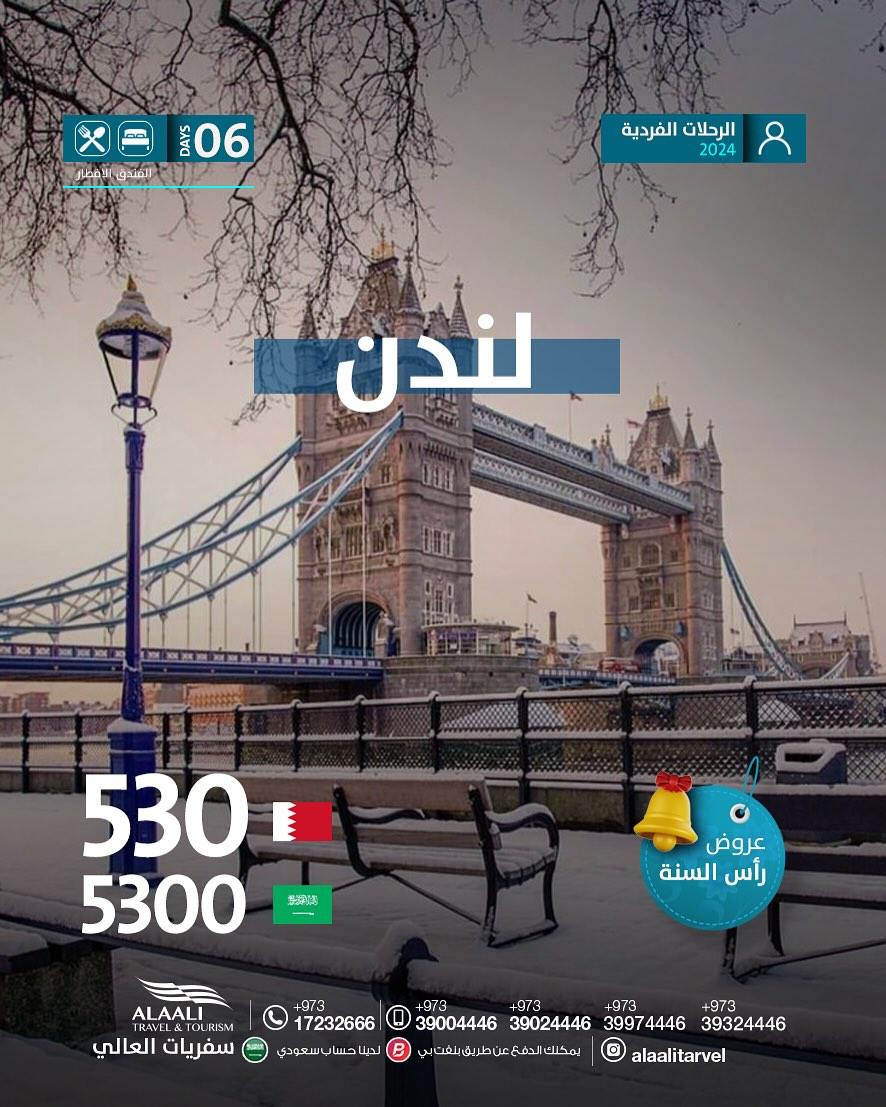 الرحلات الفردية
2024
06 DAYS
الفندق الافطار
لندن
530
5300
عروض
رأس السنة
ALAALI
TRAVEL & TOURISM
سفريات العالي
+973
17232666
+973
39004446
+973
39024446
+973
39974446
+973
39324446
لدينا حساب سعودي
يمكنك الدفع عن طريق بنفت بي
alaalitarvel